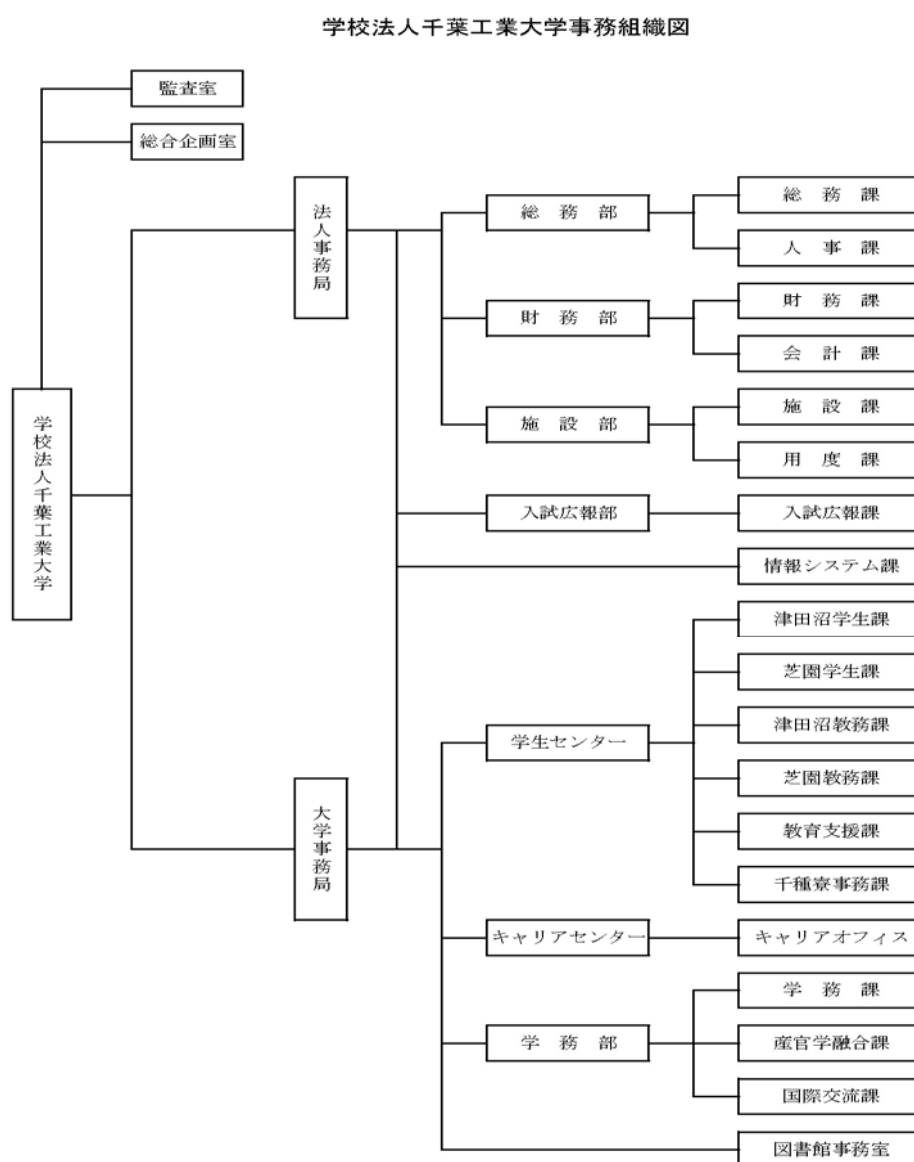 学校法人千葉工業大学事務組織図
監査室
総合企画室
法人事務局
総務部
総務課
人事課
財務部
財務課
会計課
施設部
施設課
用度課
学校法人千葉工業大学
入試広報部
入試広報課
情報システム課
大学事務局
学生センター
津田沼学生課
芝園学生課
津田沼教務課
芝園教務課
教育支援課
千種寮事務課
キャリアセンター
キャリアオフィス
学務部
学務課
産官学融合課
国際交流課
図書館事務室